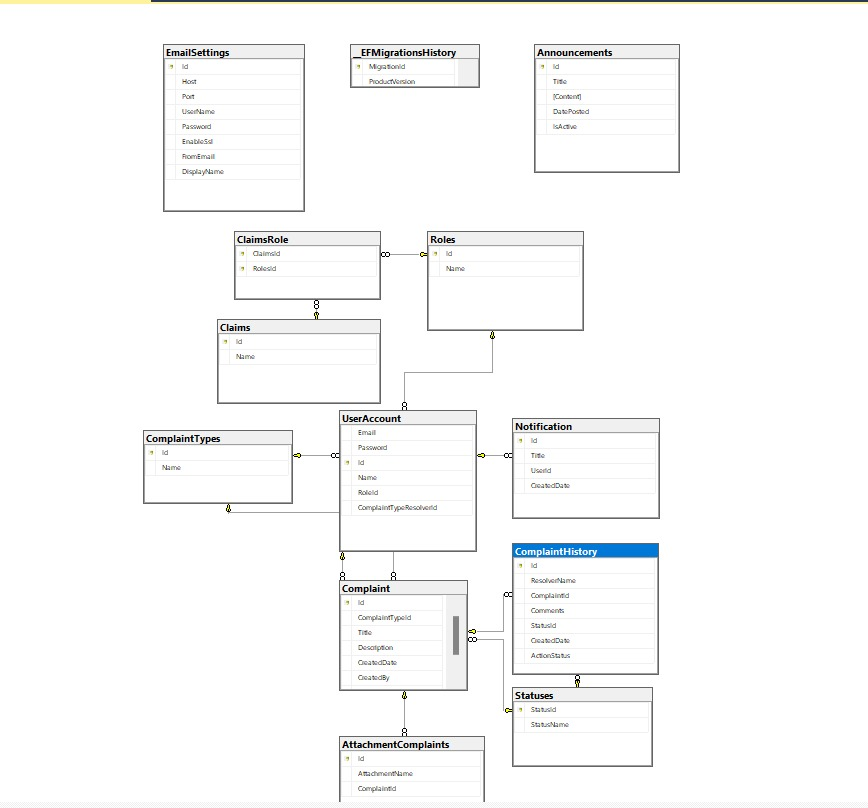 EmailSettings
Id
Host
Port
UserName
Password
EnableSsl
FromEmail
DisplayName
__EFMigrationsHistory
MigrationId
ProductVersion
Announcements
Id
Title
[Content]
DatePosted
IsActive
ClaimsRole
ClaimsId
RolesId
Roles
Id
Name
Claims
Id
Name
UserAccount
Email
Password
Id
Name
RoleId
ComplaintTypeResolverId
ComplaintTypes
Id
Name
Notification
Id
Title
UserId
CreatedDate
ComplaintHistory
Id
ResolverName
ComplaintId
Comments
StatusId
CreatedDate
ActionStatus
Complaint
Id
ComplaintTypeId
Title
Description
CreatedDate
CreatedBy
Statuses
StatusId
StatusName
AttachmentComplaints
Id
AttachmentName
ComplaintId